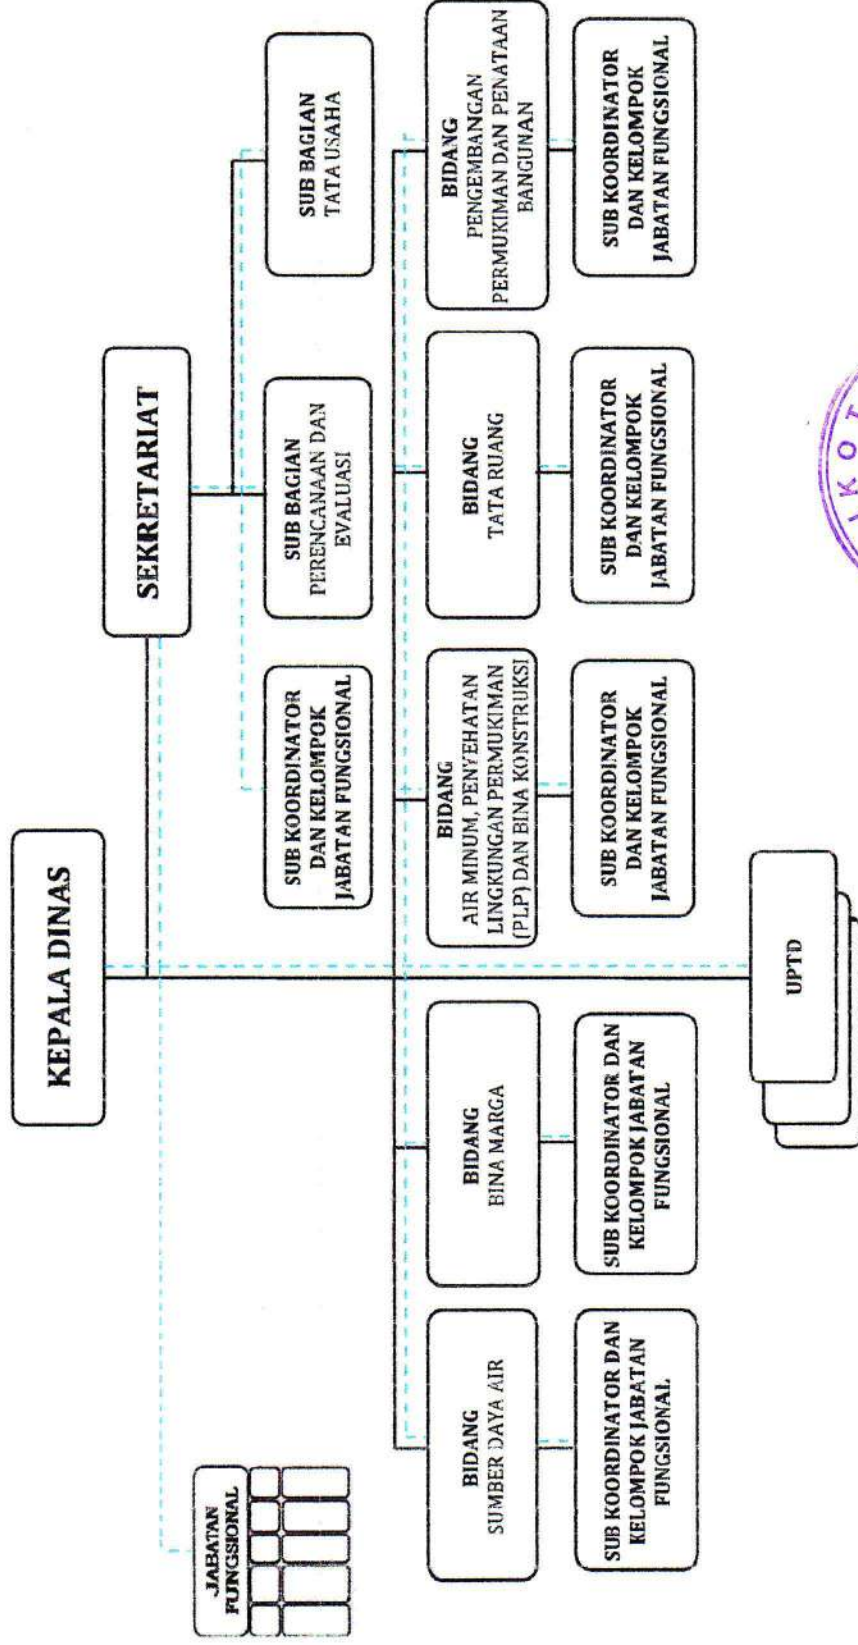 KEPALA DINAS
SEKRETARIAT
JABATAN
FUNGSIONAL
SUB KOORDINATOR
DAN KELOMPOK
JABATAN FUNGSIONAL
SUB BAGIAN
PERENCANAAN DAN
EVALUASI
SUB BAGIAN
TATA USAHA
BIDANG
SUMBER DAYA AIR
BIDANG
BINA MARGA
BIDANG
AIR MINUM, PENYEHATAN
LINGKUNGAN PERMUKIMAN
(PLP) DAN BINA KONSTRUKSI
BIDANG
TATA RUANG
BIDANG
PENGEMBANGAN
PERMUKIMAN DAN PENATAAN
BANGUNAN
SUB KOORDINATOR DAN
KELOMPOK JABATAN
FUNGSIONAL
SUB KOORDINATOR DAN
KELOMPOK JABATAN
FUNGSIONAL
SUB KOORDINATOR
DAN KELOMPOK
JABATAN FUNGSIONAL
SUB KOORDINATOR
DAN KELOMPOK
JABATAN FUNGSIONAL
SUB KOORDINATOR
DAN KELOMPOK
JABATAN FUNGSIONAL
UPTD